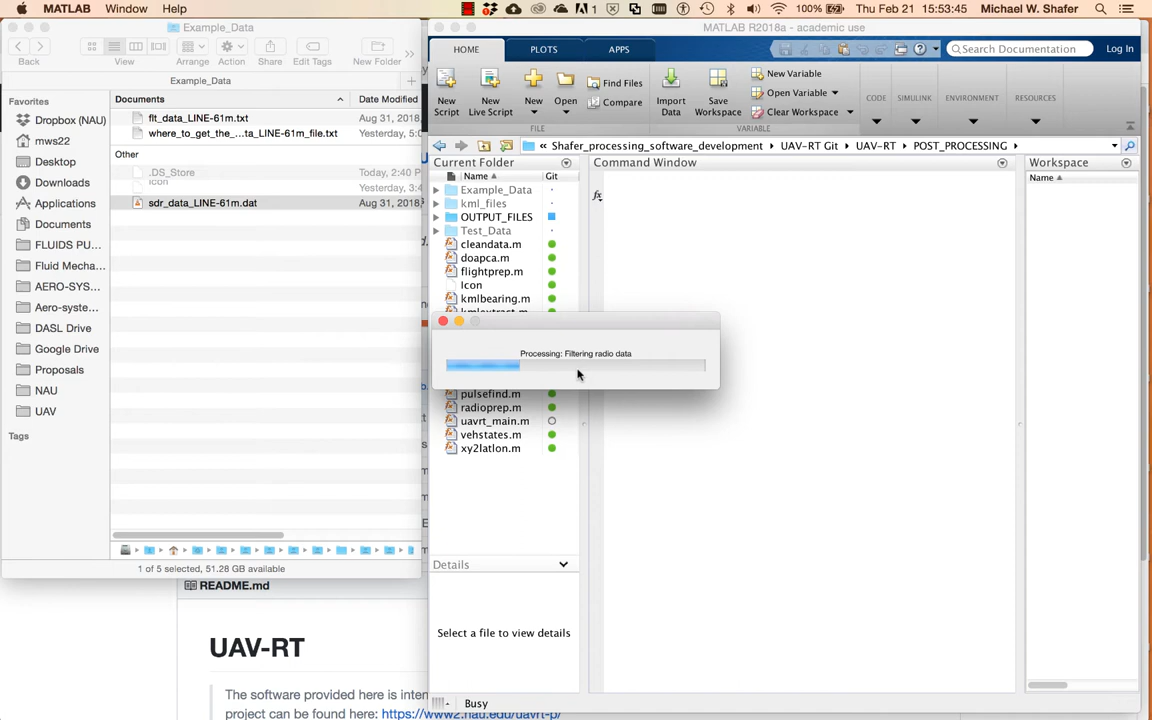 MATLAB Window Help 1 100% Thu Feb 21 15:53:45 Michael W. Shafer
Example_Data
Back View Arrange Action Share Edit Tags New Folder
Example_Data
Favorites
Dropbox (NAU)
mws22
Desktop
Downloads
Applications
Documents
FLUIDS PU...
Fluid Mecha...
AERO-SYS...
Aero-syste...
DASL Drive
Google Drive
Proposals
NAU
UAV
Tags
Documents Date Modified
flt_data_LINE-61m.txt Aug 31, 2018,
where_to_get_the_...ta_LINE-61m_file.txt Yesterday, 5:0
Other
.DS_Store Today, 2:40 P
Icon Yesterday, 3:4
sdr_data_LINE-61m.dat Aug 31, 2018,
1 of 5 selected, 51.28 GB available
README.md
UAV-RT
The software provided here is inten
project can be found here: https://www2.nau.edu/uavrt-p/
MATLAB R2018a - academic use
HOME PLOTS APPS Search Documentation Log In
New Script
New Live Script
New
Open
Find Files
Compare
Import Data
Save Workspace
New Variable
Open Variable
Clear Workspace
CODE SIMULINK ENVIRONMENT RESOURCES
FILE VARIABLE
« Shafer_processing_software_development UAV-RT Git UAV-RT POST_PROCESSING
Current Folder
Name Git
Example_Data
kml_files
OUTPUT_FILES
Test_Data
cleandata.m
doapca.m
flightprep.m
Icon
kmlbearing.m
kmlextract.m
pulsefind.m
radioprep.m
uavrt_main.m
vehstates.m
xy2latlon.m
Details
Select a file to view details
Command Window
fx
Workspace
Name
Processing: Filtering radio data
Busy